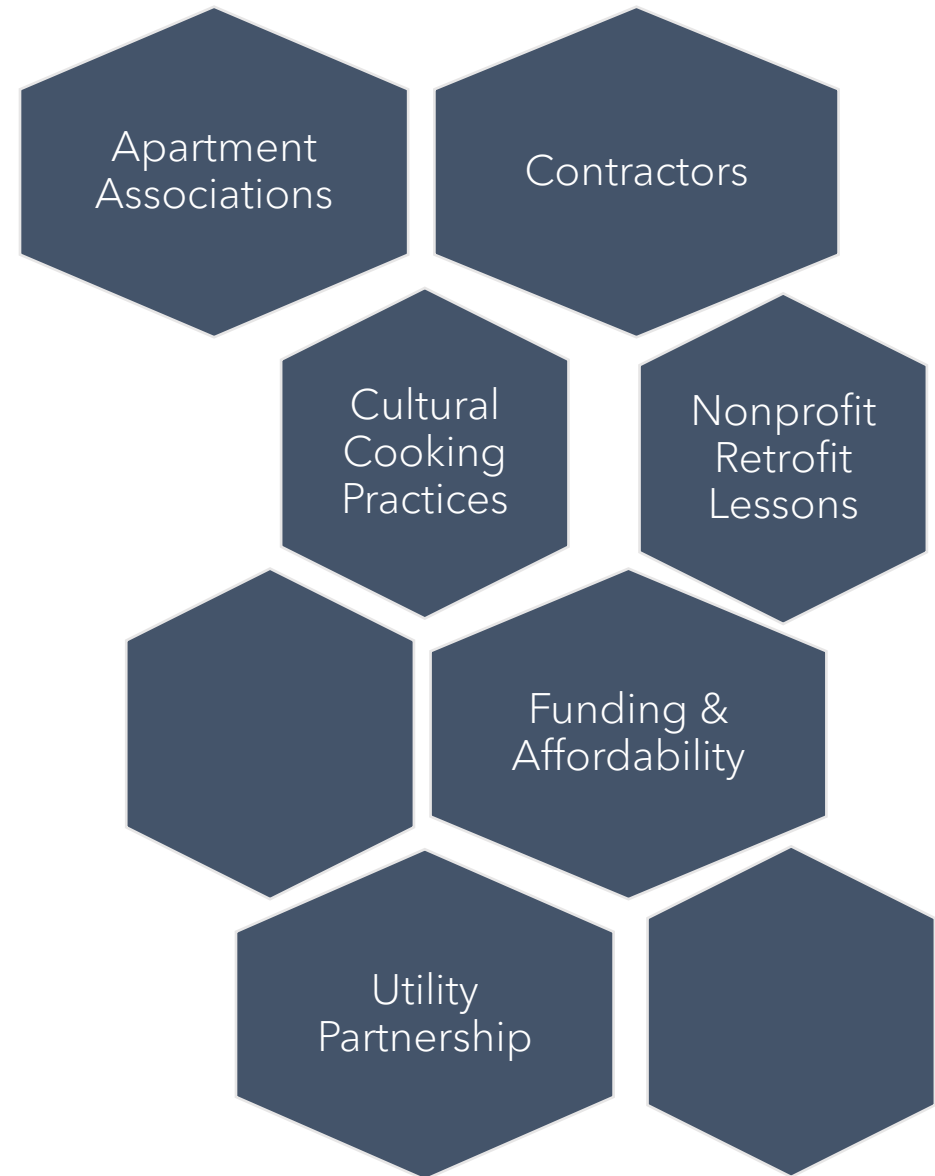 Apartment
Associations
Contractors
Cultural
Cooking
Practices
Nonprofit
Retrofit
Lessons
Funding &
Affordability
Utility
Partnership